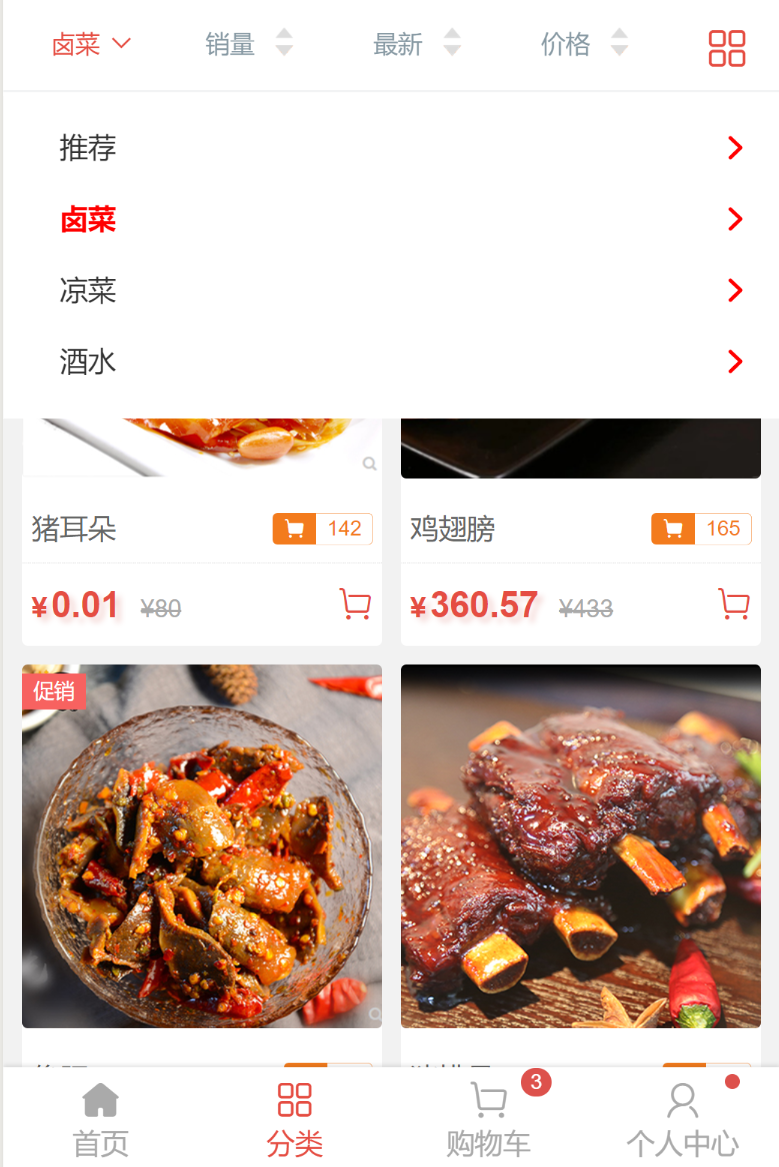 卤菜 销量 最新 价格
推荐
卤菜
凉菜
酒水
猪耳朵 142
鸡翅膀 165
¥0.01 ¥80
¥360.57 ¥433
促销
3
首页 分类 购物车 个人中心